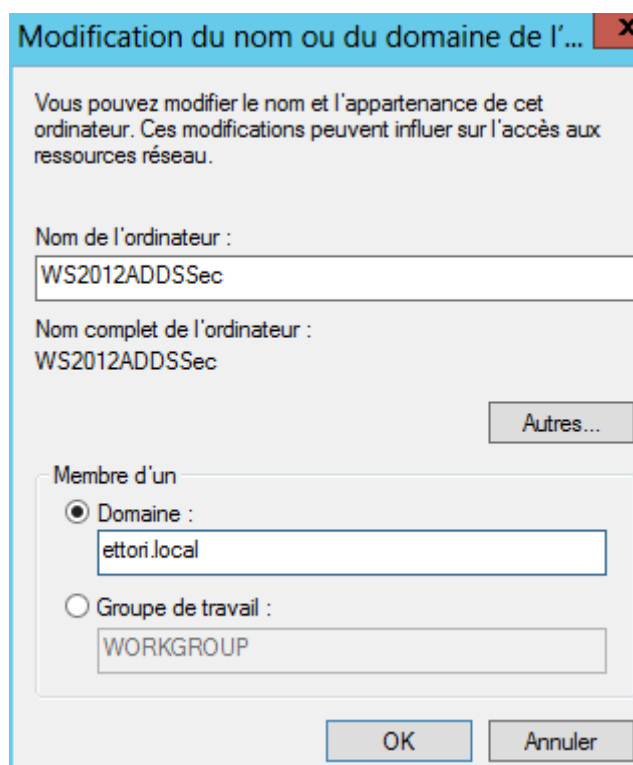 Modification du nom ou du domaine de l'...
x
Vous pouvez modifier le nom et l'appartenance de cet
ordinateur. Ces modifications peuvent influer sur l'accès aux
ressources réseau.
Nom de l'ordinateur :
WS2012ADDSSec
Nom complet de l'ordinateur :
WS2012ADDSSec
Autres...
Membre d'un
Domaine :
ettori.local
Groupe de travail :
WORKGROUP
OK
Annuler